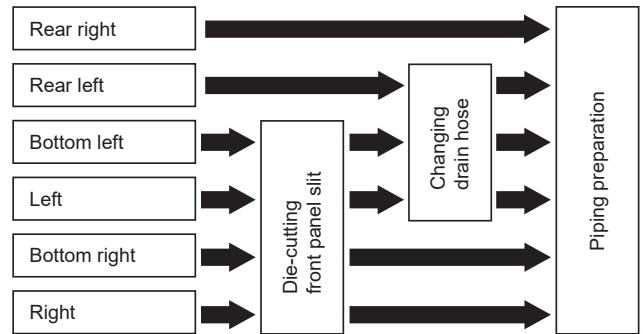 Rear right
Rear left
Bottom left
Left
Bottom right
Right
Die-cutting
front panel slit
Changing
drain hose
Piping preparation